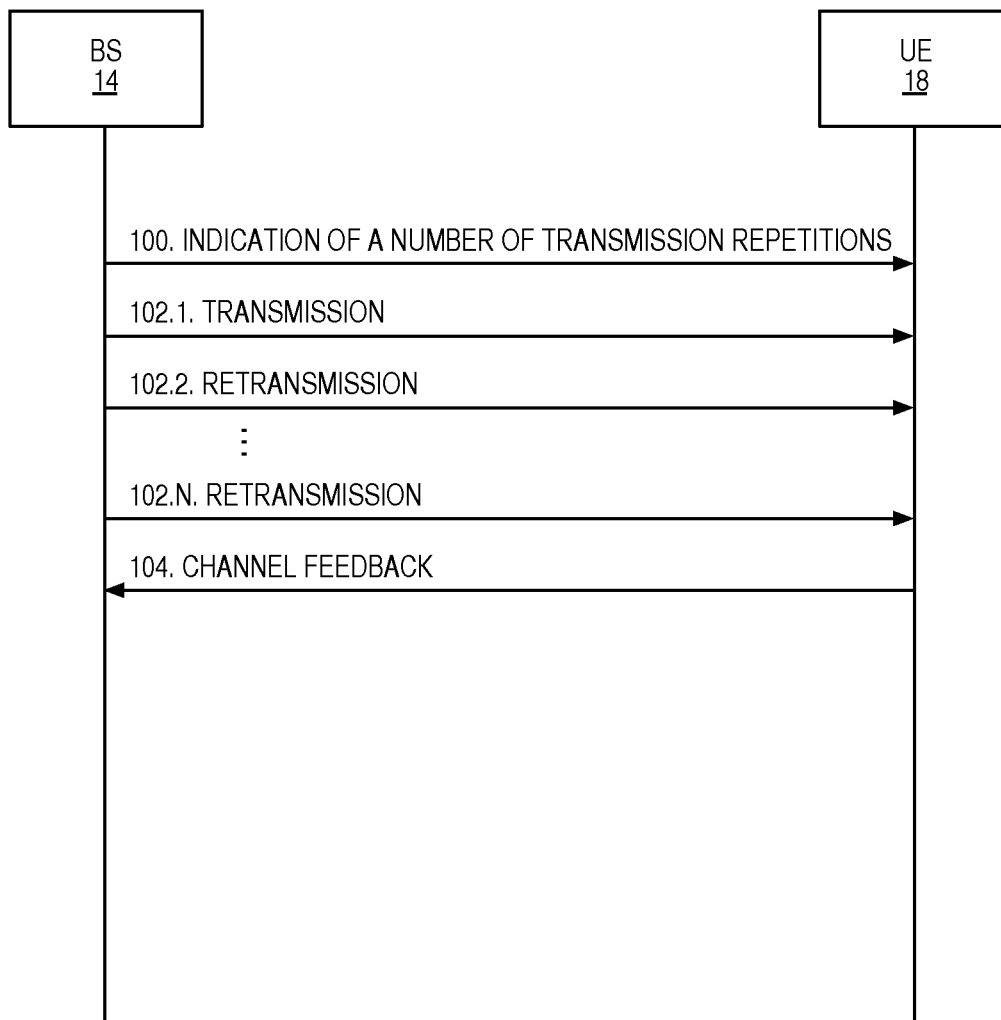 BS
14
UE
18
100. INDICATION OF A NUMBER OF TRANSMISSION REPETITIONS
102.1. TRANSMISSION
102.2. RETRANSMISSION
102.N. RETRANSMISSION
104. CHANNEL FEEDBACK